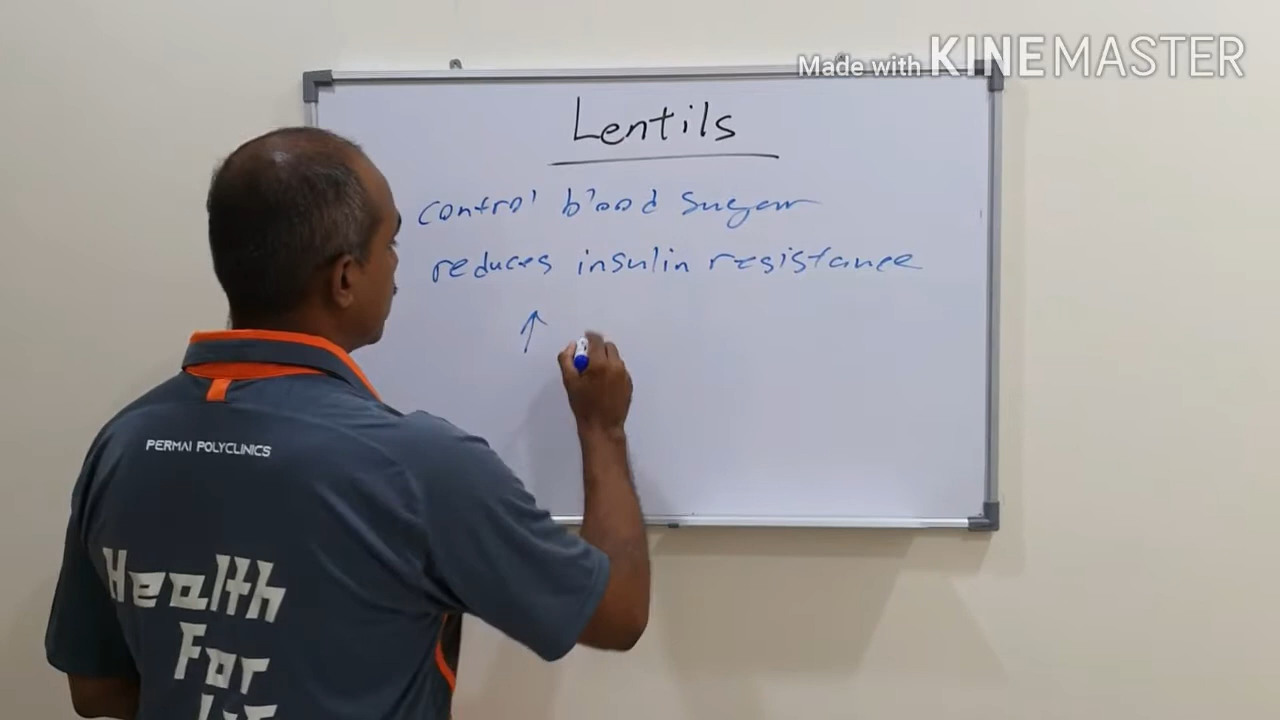 Made with KINEMASTER
Lentils
control blood sugar
reduces insulin resistance
↑
PERMAI POLYCLINICS
Health
For